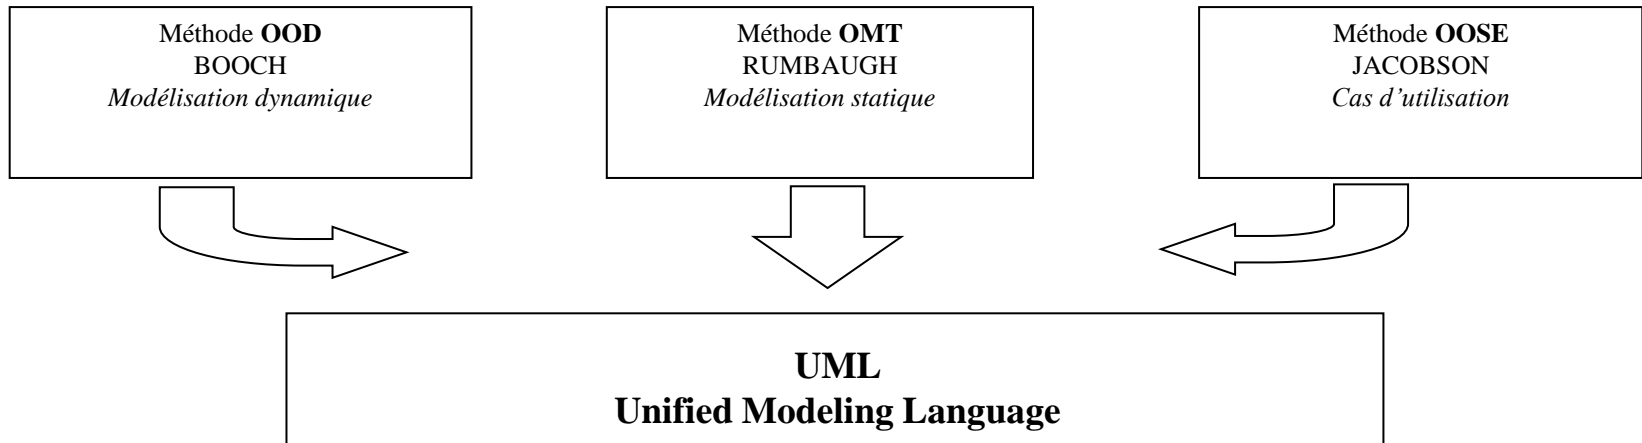 Méthode OOD
BOOCH
Modélisation dynamique
Méthode OMT
RUMBAUGH
Modélisation statique
Méthode OOSE
JACOBSON
Cas d’utilisation
UML
Unified Modeling Language